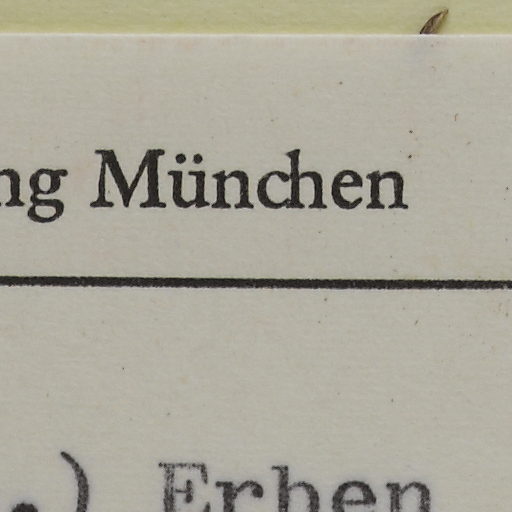 ng München
.) Erben